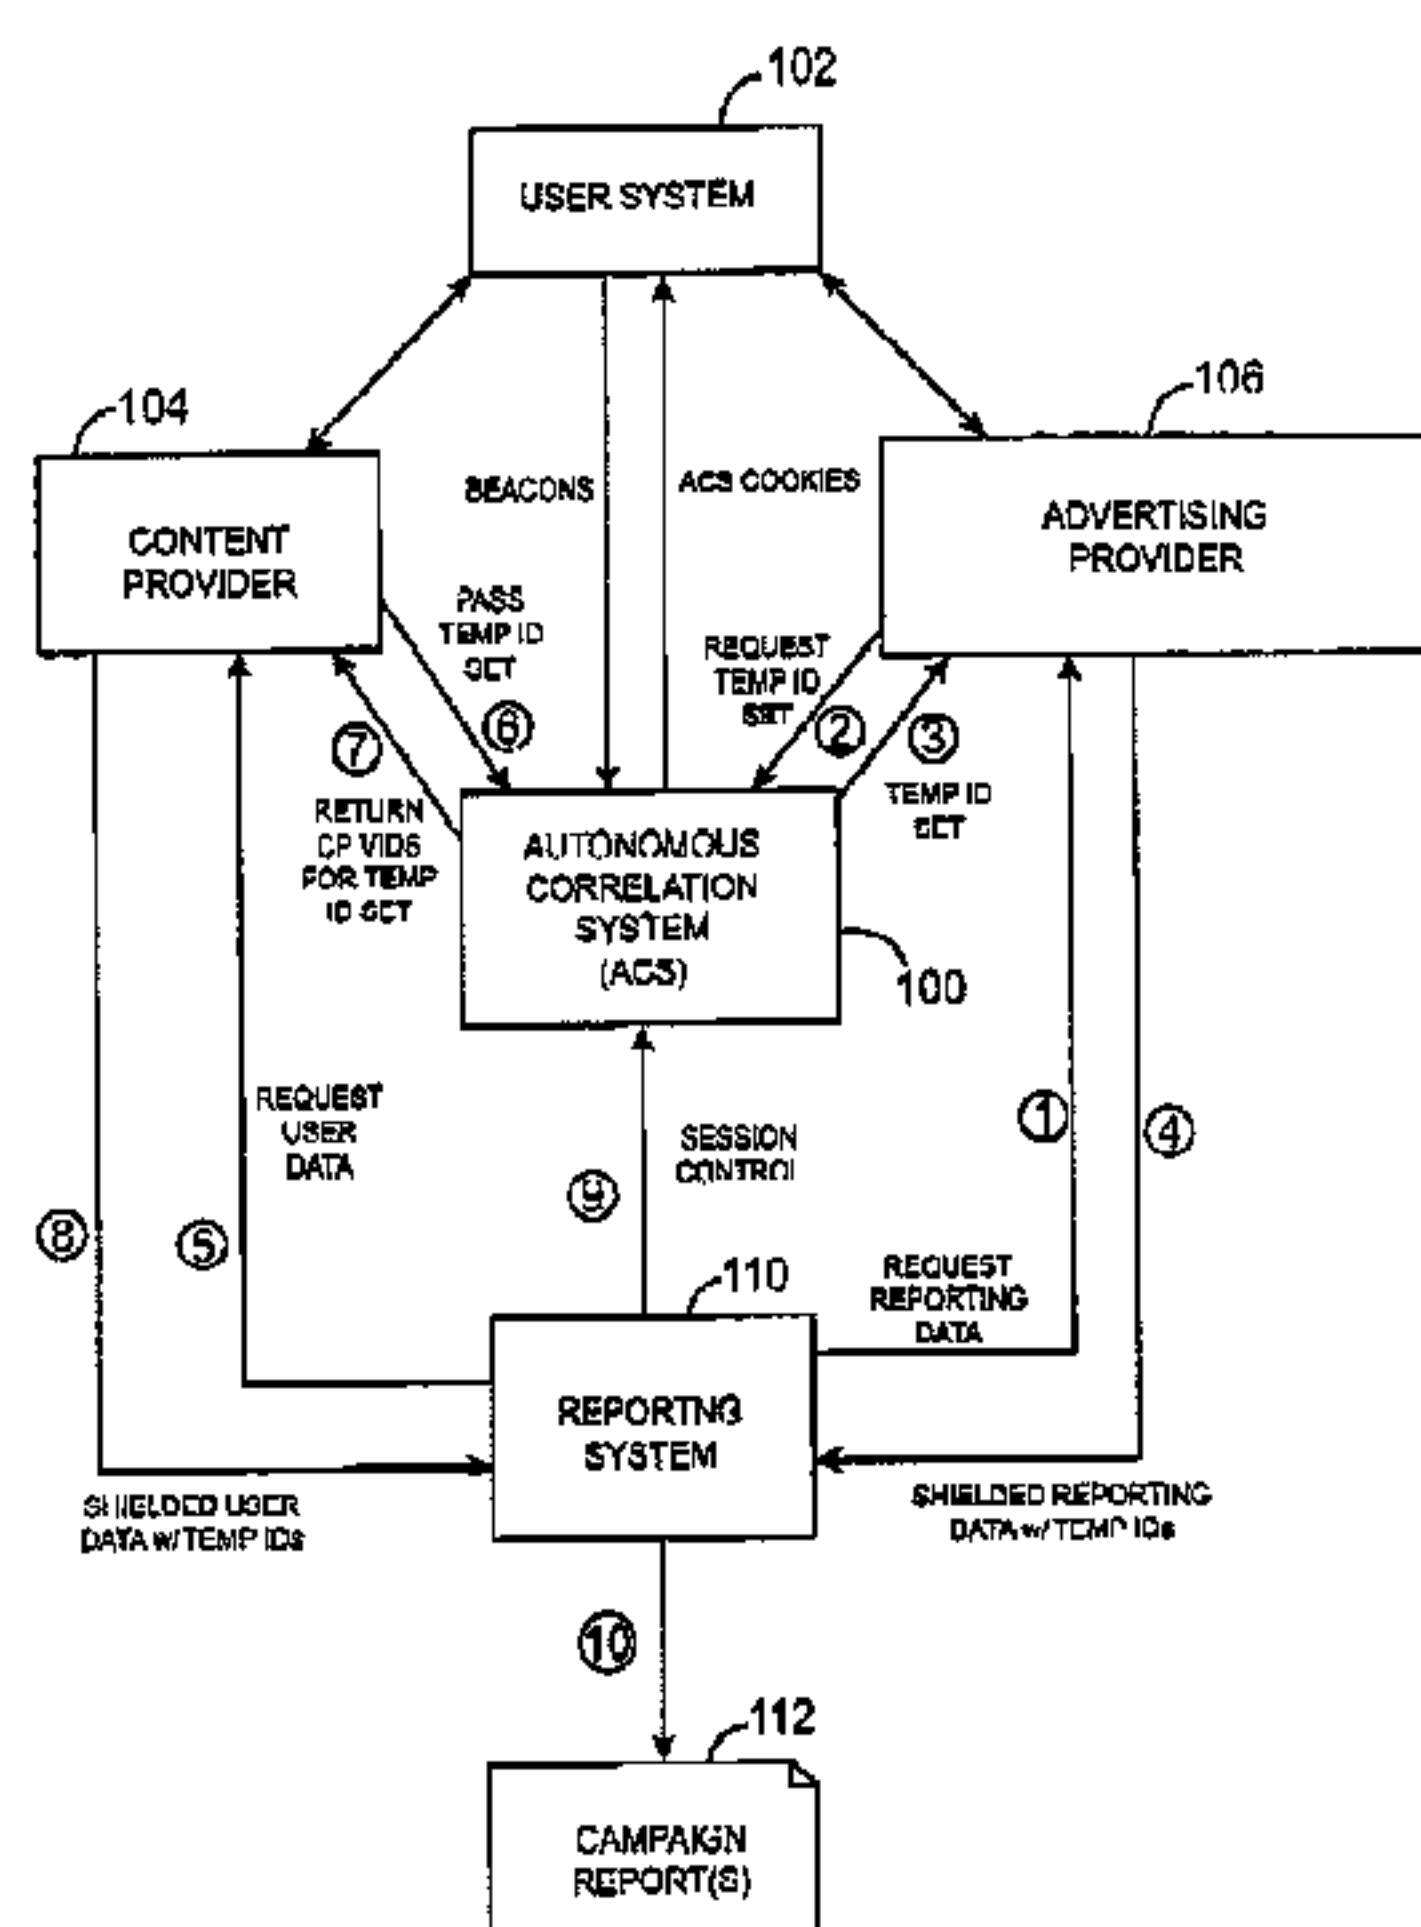 102
USER SYSTEM
104
106
BEACONS
ACS COOKIES
CONTENT
PROVIDER
ADVERTISING
PROVIDER
PASS
TEMP ID
SET
6
7
REQUEST
TEMP ID
SET
2
3
TEMP ID
SET
RETURN
CP VIDS
FOR TEMP
ID SET
AUTONOMOUS
CORRELATION
SYSTEM
(ACS)
100
REQUEST
USER
DATA
SESSION
CONTROL
1
4
8
5
9
110
REQUEST
REPORTING
DATA
REPORTNG
SYSTEM
SHIELDED USER
DATA w/TEMP IDs
SHIELDED REPORTING
DATA w/ TEMP IDs
10
112
CAMPAIGN
REPORT(S)